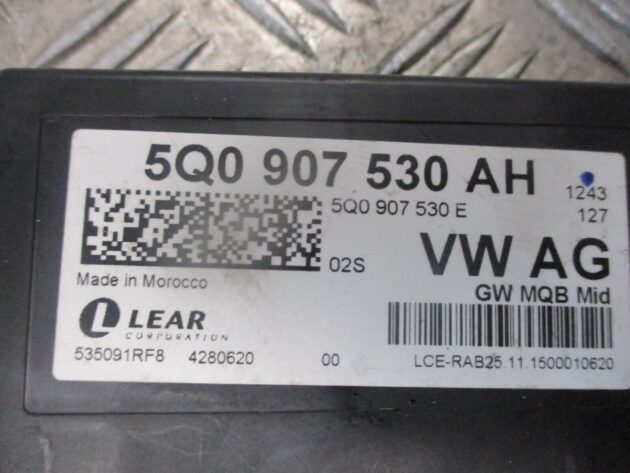 5Q0 907 530 AH
1243
5Q0 907 530 E
127
02S
VW AG
Made in Morocco
GW MQB Mid
LEAR
CORPORATION
535091RF8 4280620 00
LCE-RAB25.11.1500010620